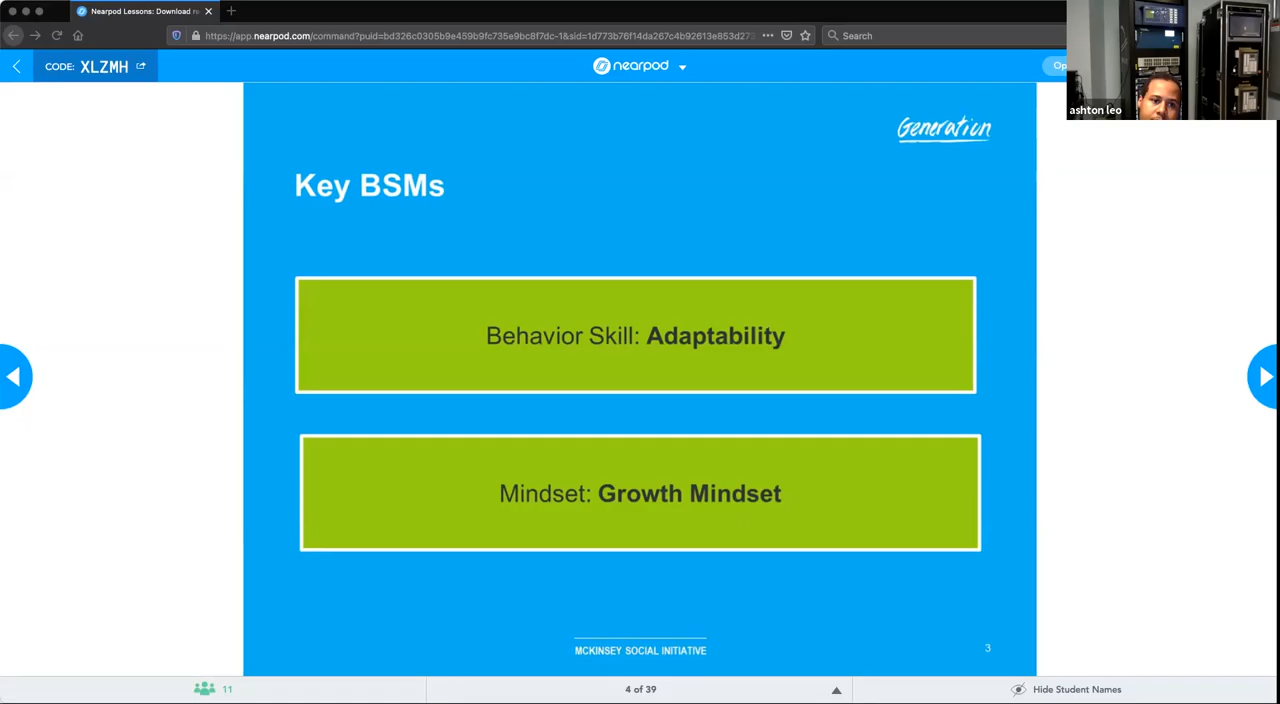 Nearpod Lessons: Download r
https://app.nearpod.com/command?puid=bd326c0305b9e459b9fc735e9bc8f7dc-1&sid=1d773b76f14da267c4b92613e853d27
Search
CODE: XLZMH
nearpod
Op
ashton leo
Generation
Key BSMs
Behavior Skill: Adaptability
Mindset: Growth Mindset
MCKINSEY SOCIAL INITIATIVE
3
11
4 of 39
Hide Student Names